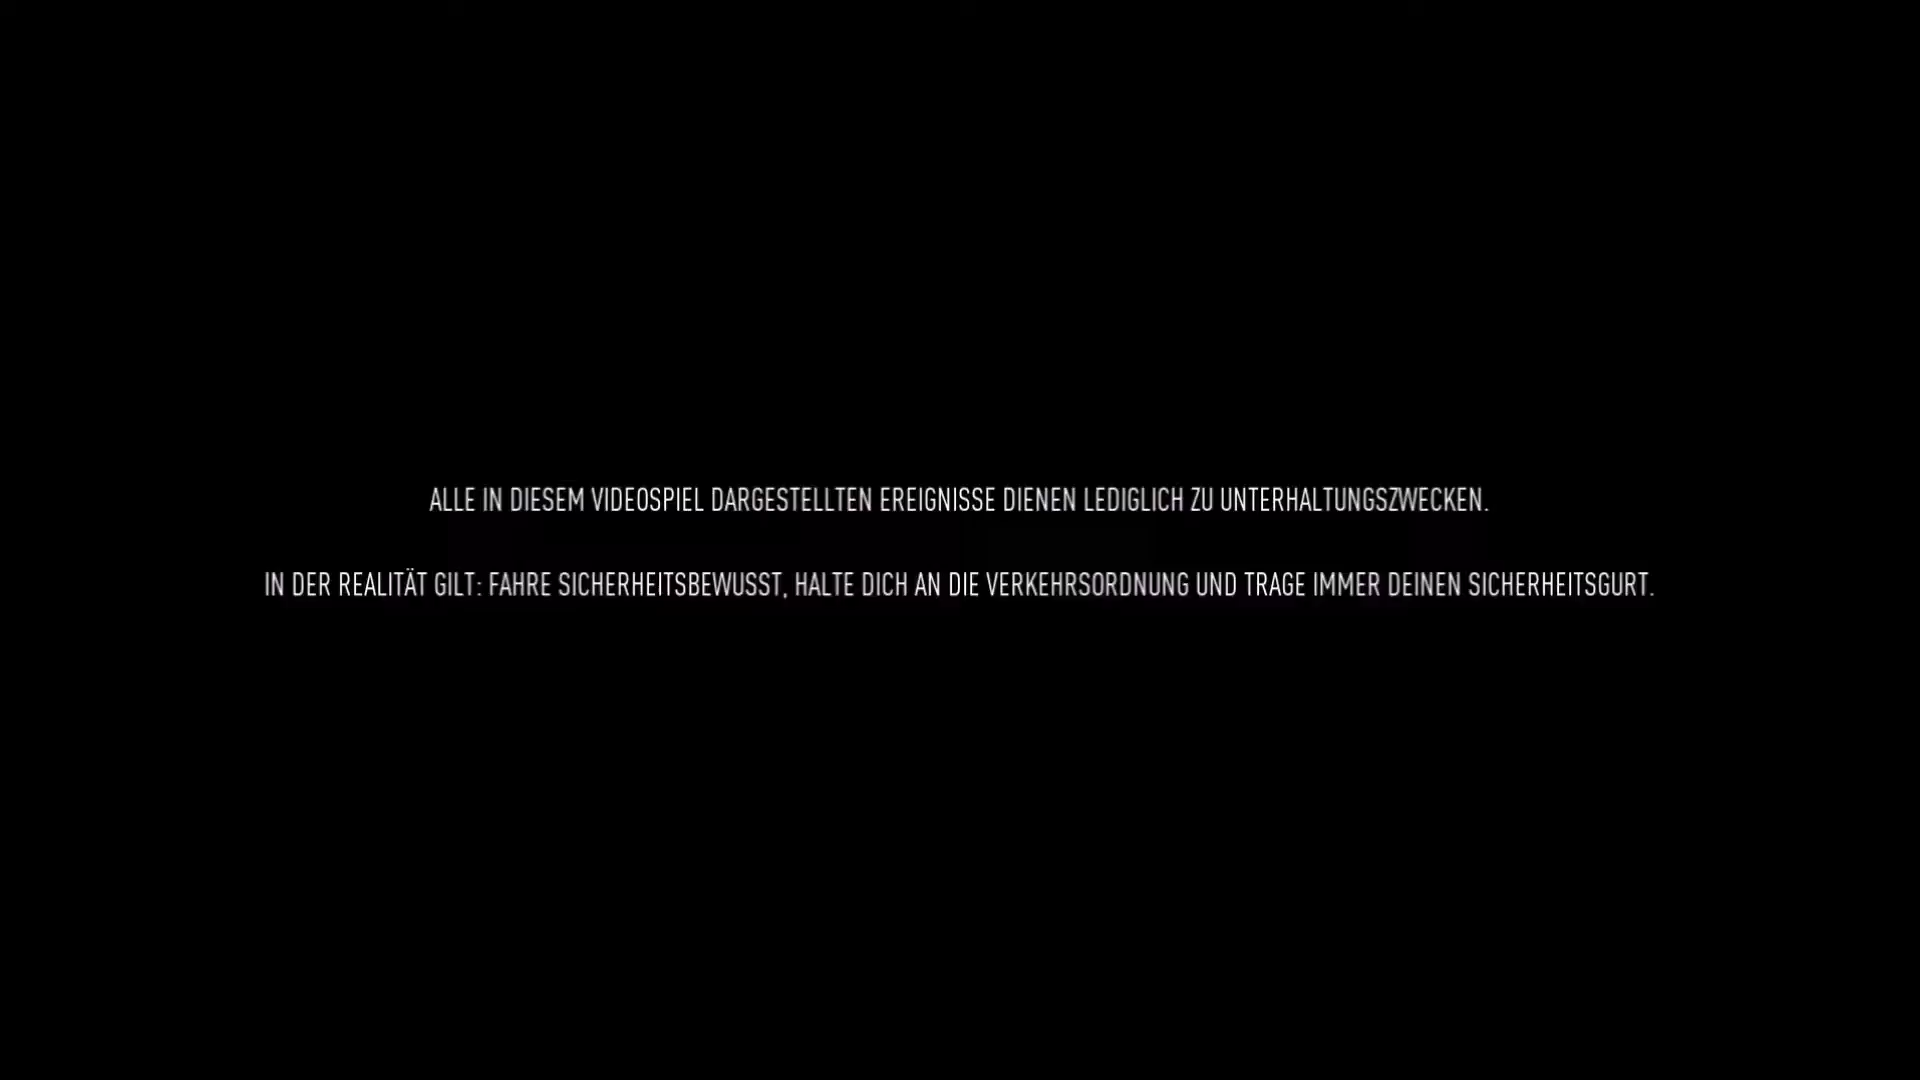 ALLE IN DIESEM VIDEOSPIEL DARGESTELLTEN EREIGNISSE DIENEN LEDIGLICH ZU UNTERHALTUNGSZWECKEN.
IN DER REALITÄT GILT: FAHRE SICHERHEITSBEWUSST, HALTE DICH AN DIE VERKEHRSORDNUNG UND TRAGE IMMER DEINEN SICHERHEITSGURT.